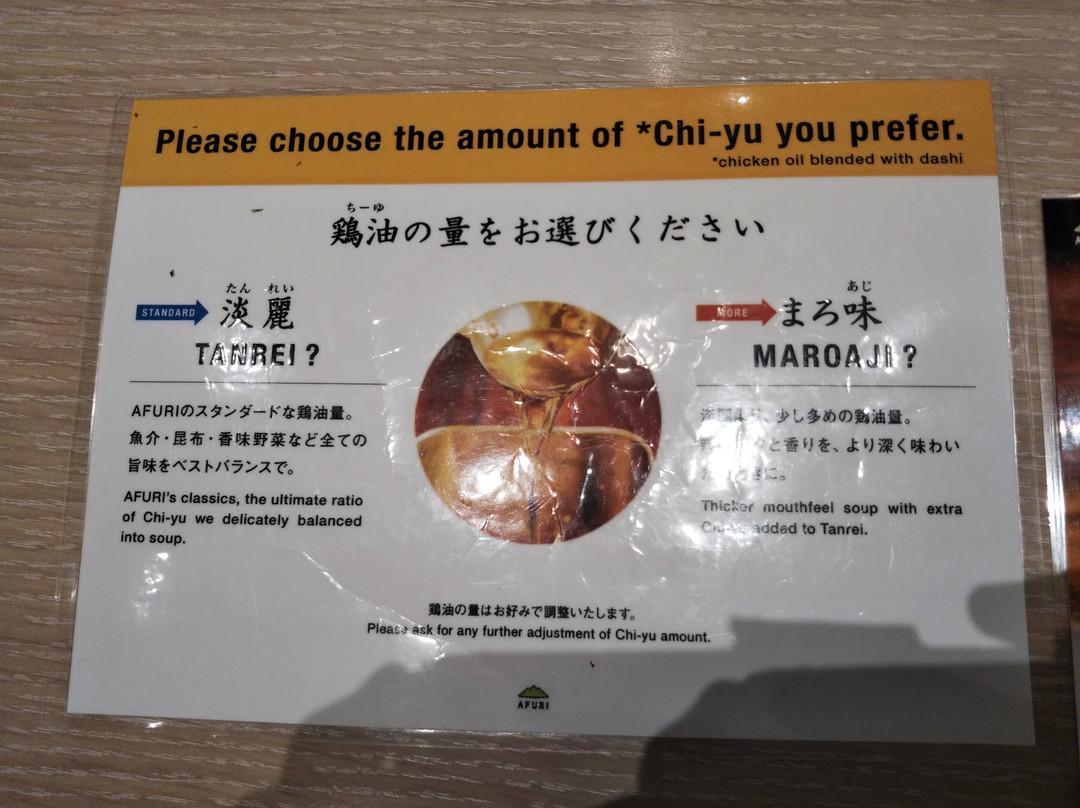 Please choose the amount of *Chi-yu you prefer.
*chicken oil blended with dashi
ちーゆ
鶏油の量をお選びください
STANDARD
たん れい
淡麗
TANREI ?
AFURIのスタンダードな鶏油量。
魚介・昆布・香味野菜など全ての
旨味をベストバランスで。
AFURI's classics, the ultimate ratio
of Chi-yu we delicately balanced
into soup.
MORE
あじ
まろ味
MAROAJI ?
少し多めの鶏油量。
と香りを、より深く味わい
に。
Thicker mouthfeel soup with extra
added to Tanrei.
鶏油の量はお好みで調整いたします。
Please ask for any further adjustment of Chi-yu amount.
AFURI